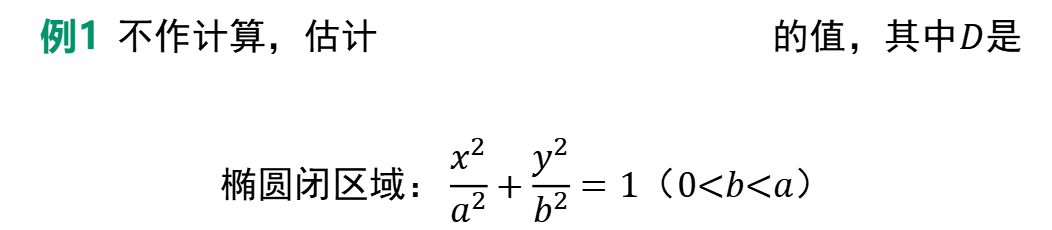 例1 不作计算，估计 的值，其中D是
椭圆闭区域：x²/a² + y²/b² = 1（0<b<a）